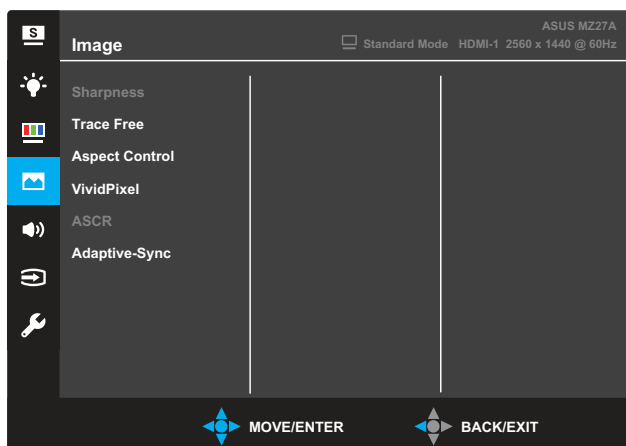 S
ASUS MZ27A
Image
Standard Mode HDMI-1 2560 x 1440 @ 60Hz
Sharpness
Trace Free
Aspect Control
VividPixel
ASCR
Adaptive-Sync
MOVE/ENTER
BACK/EXIT